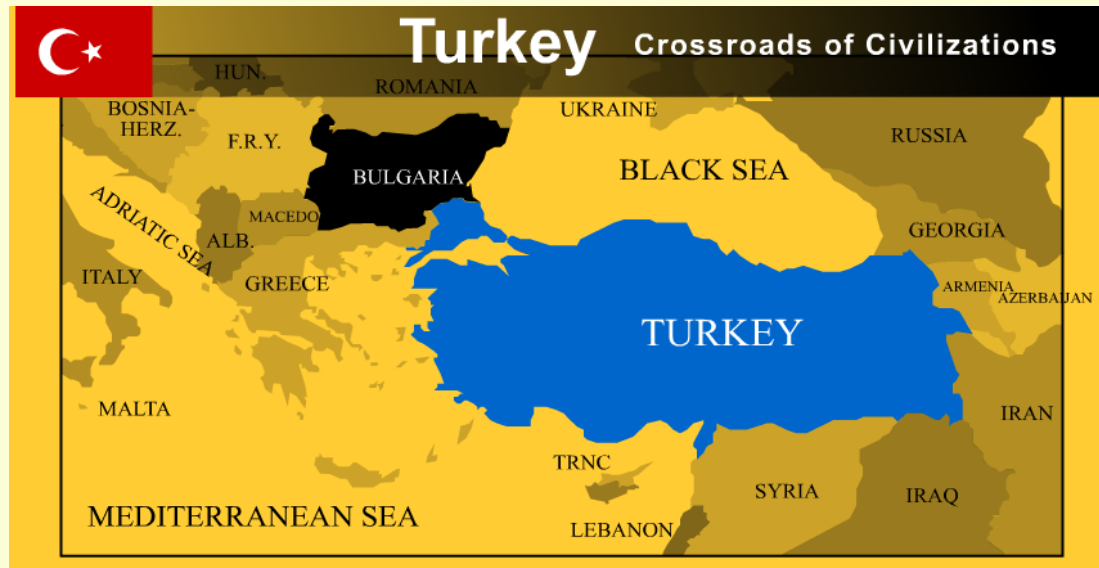 Turkey Crossroads of Civilizations
HUN.
ROMANIA
BOSNIA-
HERZ.
UKRAINE
F.R.Y.
RUSSIA
BULGARIA
BLACK SEA
ADRIATIC SEA
MACEDO
ALB.
GEORGIA
ITALY
GREECE
ARMENIA
AZERBAIJAN
TURKEY
MALTA
IRAN
TRNC
SYRIA
IRAQ
MEDITERRANEAN SEA
LEBANON